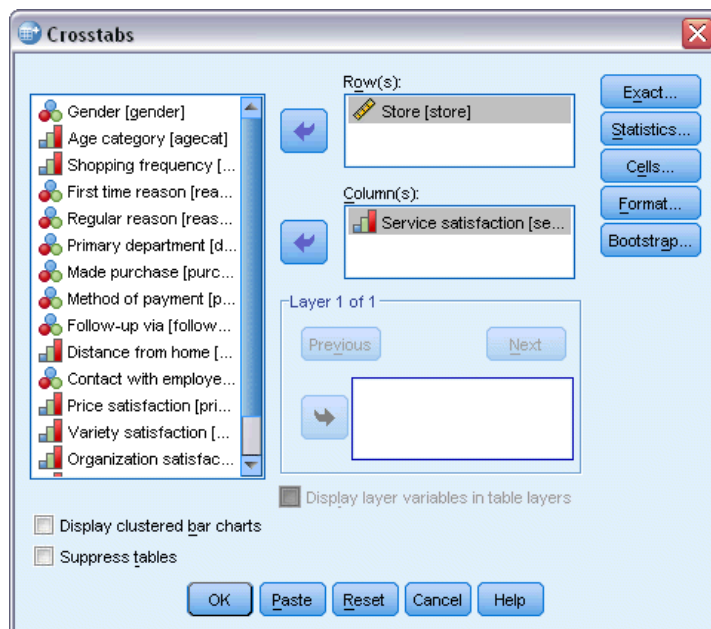 Crosstabs
Gender [gender]
Age category [agecat]
Shopping frequency [...
First time reason [rea...
Regular reason [reas...
Primary department [d...
Made purchase [purc...
Method of payment [p...
Follow-up via [follow...
Distance from home [...
Contact with employe...
Price satisfaction [pri...
Variety satisfaction [...
Organization satisfac...
Row(s):
Store [store]
Column(s):
Service satisfaction [se...
Layer 1 of 1
Previous
Next
Display layer variables in table layers
Exact...
Statistics...
Cells...
Format...
Bootstrap...
Display clustered bar charts
Suppress tables
OK
Paste
Reset
Cancel
Help